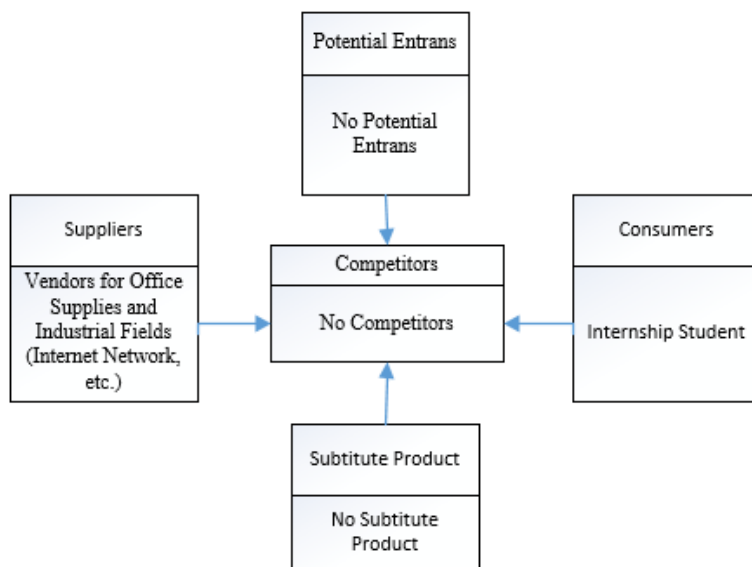 Potential Entrans
No Potential
Entrans
Suppliers
Vendors for Office
Supplies and
Industrial Fields
(Internet Network,
etc.)
Competitors
No Competitors
Consumers
Internship Student
Subtitute Product
No Subtitute
Product